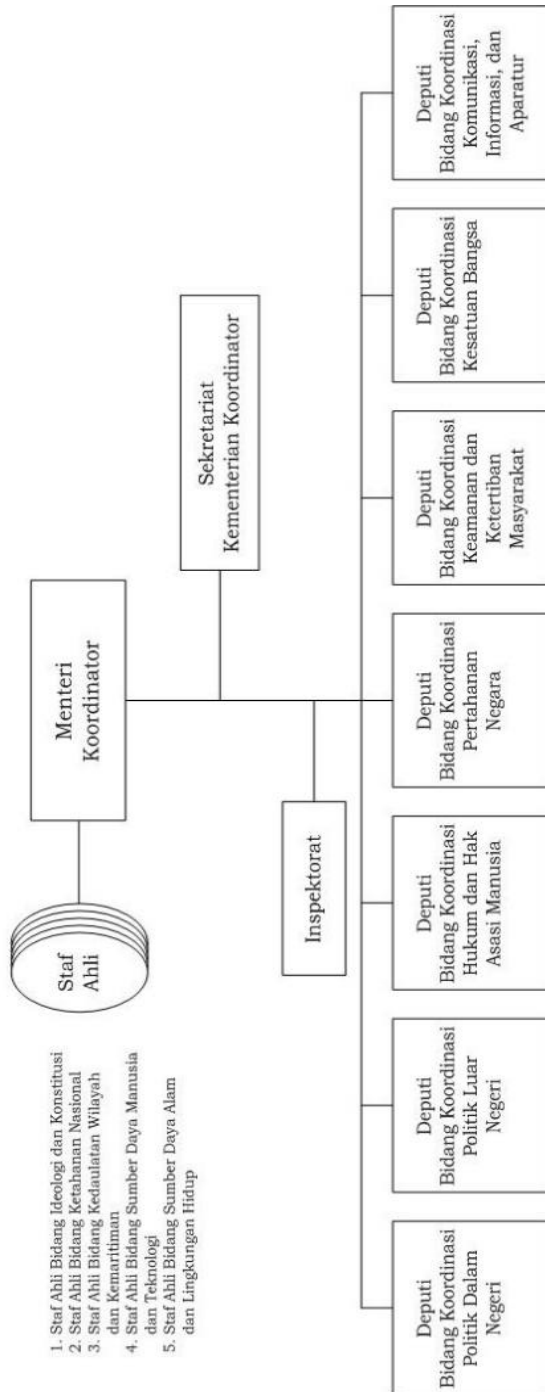 Menteri
Koordinator
Staf
Ahli
1. Staf Ahli Bidang Ideologi dan Konstitusi
2. Staf Ahli Bidang Ketahanan Nasional
3. Staf Ahli Bidang Kedaulatan Wilayah
dan Kemaritiman
4. Staf Ahli Bidang Sumber Daya Manusia
dan Teknologi
5. Staf Ahli Bidang Sumber Daya Alam
dan Lingkungan Hidup
Sekretariat
Kementerian Koordinator
Inspektorat
Deputi
Bidang Koordinasi
Politik Dalam
Negeri
Deputi
Bidang Koordinasi
Politik Luar
Negeri
Deputi
Bidang Koordinasi
Hukum dan Hak
Asasi Manusia
Deputi
Bidang Koordinasi
Pertahanan
Negara
Deputi
Bidang Koordinasi
Keamanan dan
Ketertiban
Masyarakat
Deputi
Bidang Koordinasi
Kesatuan Bangsa
Deputi
Bidang Koordinasi
Komunikasi,
Informasi, dan
Aparatur